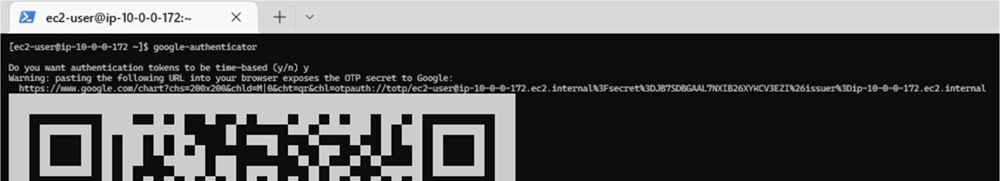 ec2-user@ip-10-0-0-172:~
[ec2-user@ip-10-0-0-172 ~]$ google-authenticator
Do you want authentication tokens to be time-based (y/n) y
Warning: pasting the following URL into your browser exposes the OTP secret to Google:
https://www.google.com/chart?chs=200x200&chld=M|0&cht=qr&chl=otpauth://totp/ec2-user@ip-10-0-0-172.ec2.internal%3Fsecret%3DJB7SDBGAAL7NXIB26XYKCV3EZI%26issuer%3Dip-10-0-0-172.ec2.internal